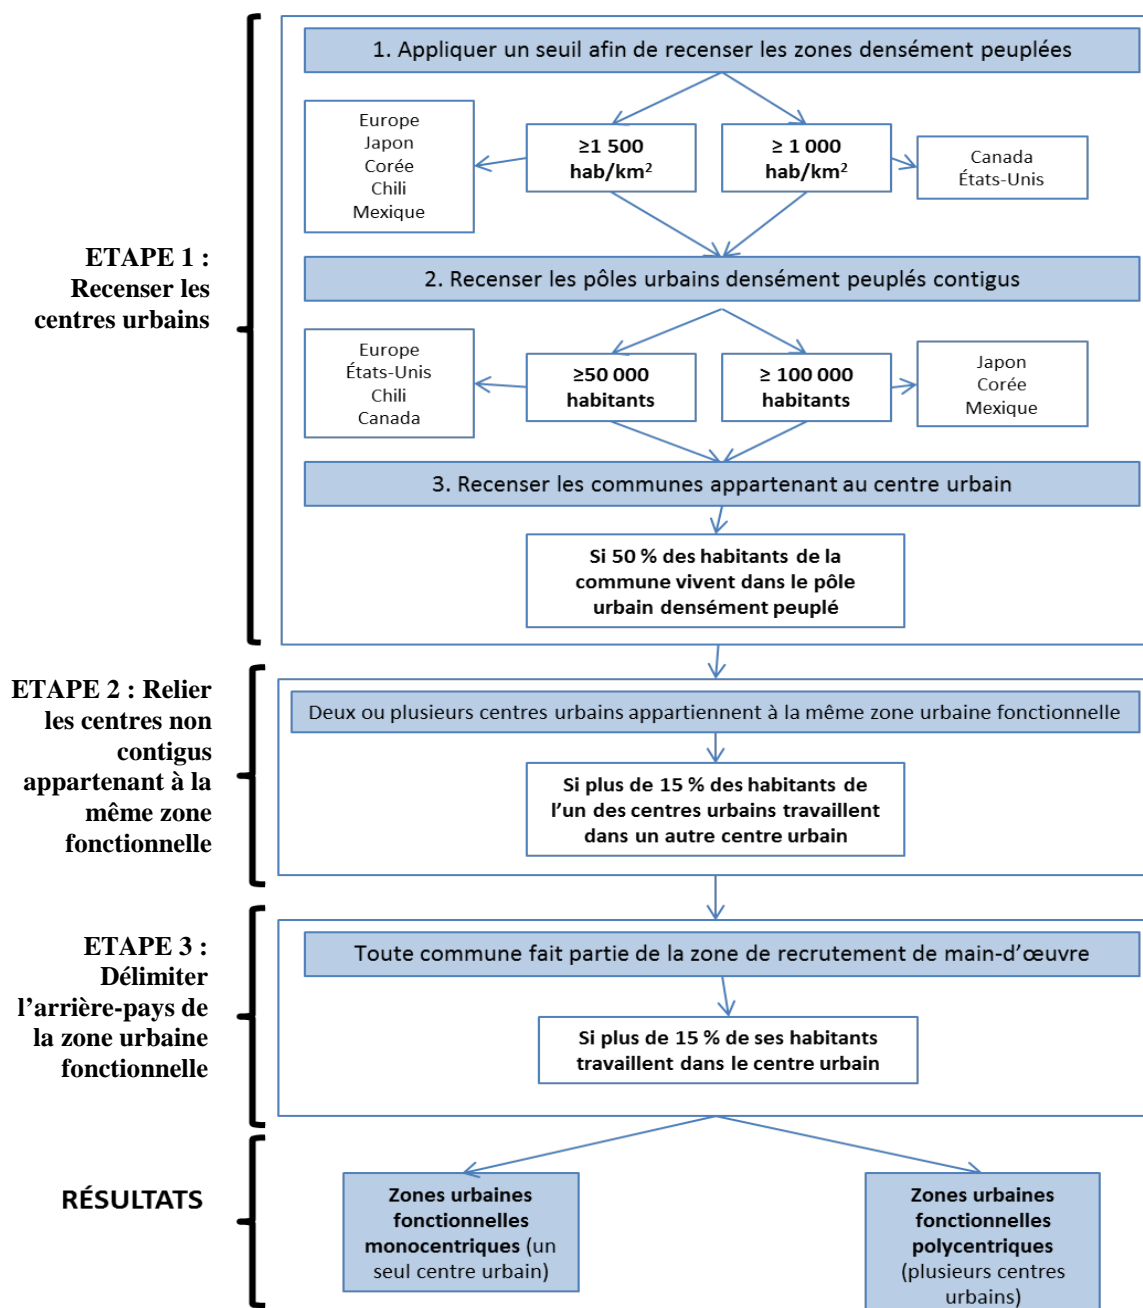 1. Appliquer un seuil afin de recenser les zones densément peuplées
Europe
Japon
Corée
Chili
Mexique
≥1 500
hab/km²
≥ 1 000
hab/km²
Canada
États-Unis
ETAPE 1 :
Recenser les
centres urbains
2. Recenser les pôles urbains densément peuplés contigus
Europe
États-Unis
Chili
Canada
≥50 000
habitants
≥ 100 000
habitants
Japon
Corée
Mexique
3. Recenser les communes appartenant au centre urbain
Si 50 % des habitants de la
commune vivent dans le pôle
urbain densément peuplé
ETAPE 2 : Relier
les centres non
contigus
appartenant à la
même zone
fonctionnelle
Deux ou plusieurs centres urbains appartiennent à la même zone urbaine fonctionnelle
Si plus de 15 % des habitants de
l’un des centres urbains travaillent
dans un autre centre urbain
ETAPE 3 :
Délimiter
l’arrière-pays de
la zone urbaine
fonctionnelle
Toute commune fait partie de la zone de recrutement de main-d’œuvre
Si plus de 15 % de ses habitants
travaillent dans le centre urbain
RÉSULTATS
Zones urbaines
fonctionnelles
monocentriques (un
seul centre urbain)
Zones urbaines
fonctionnelles
polycentriques
(plusieurs centres
urbains)